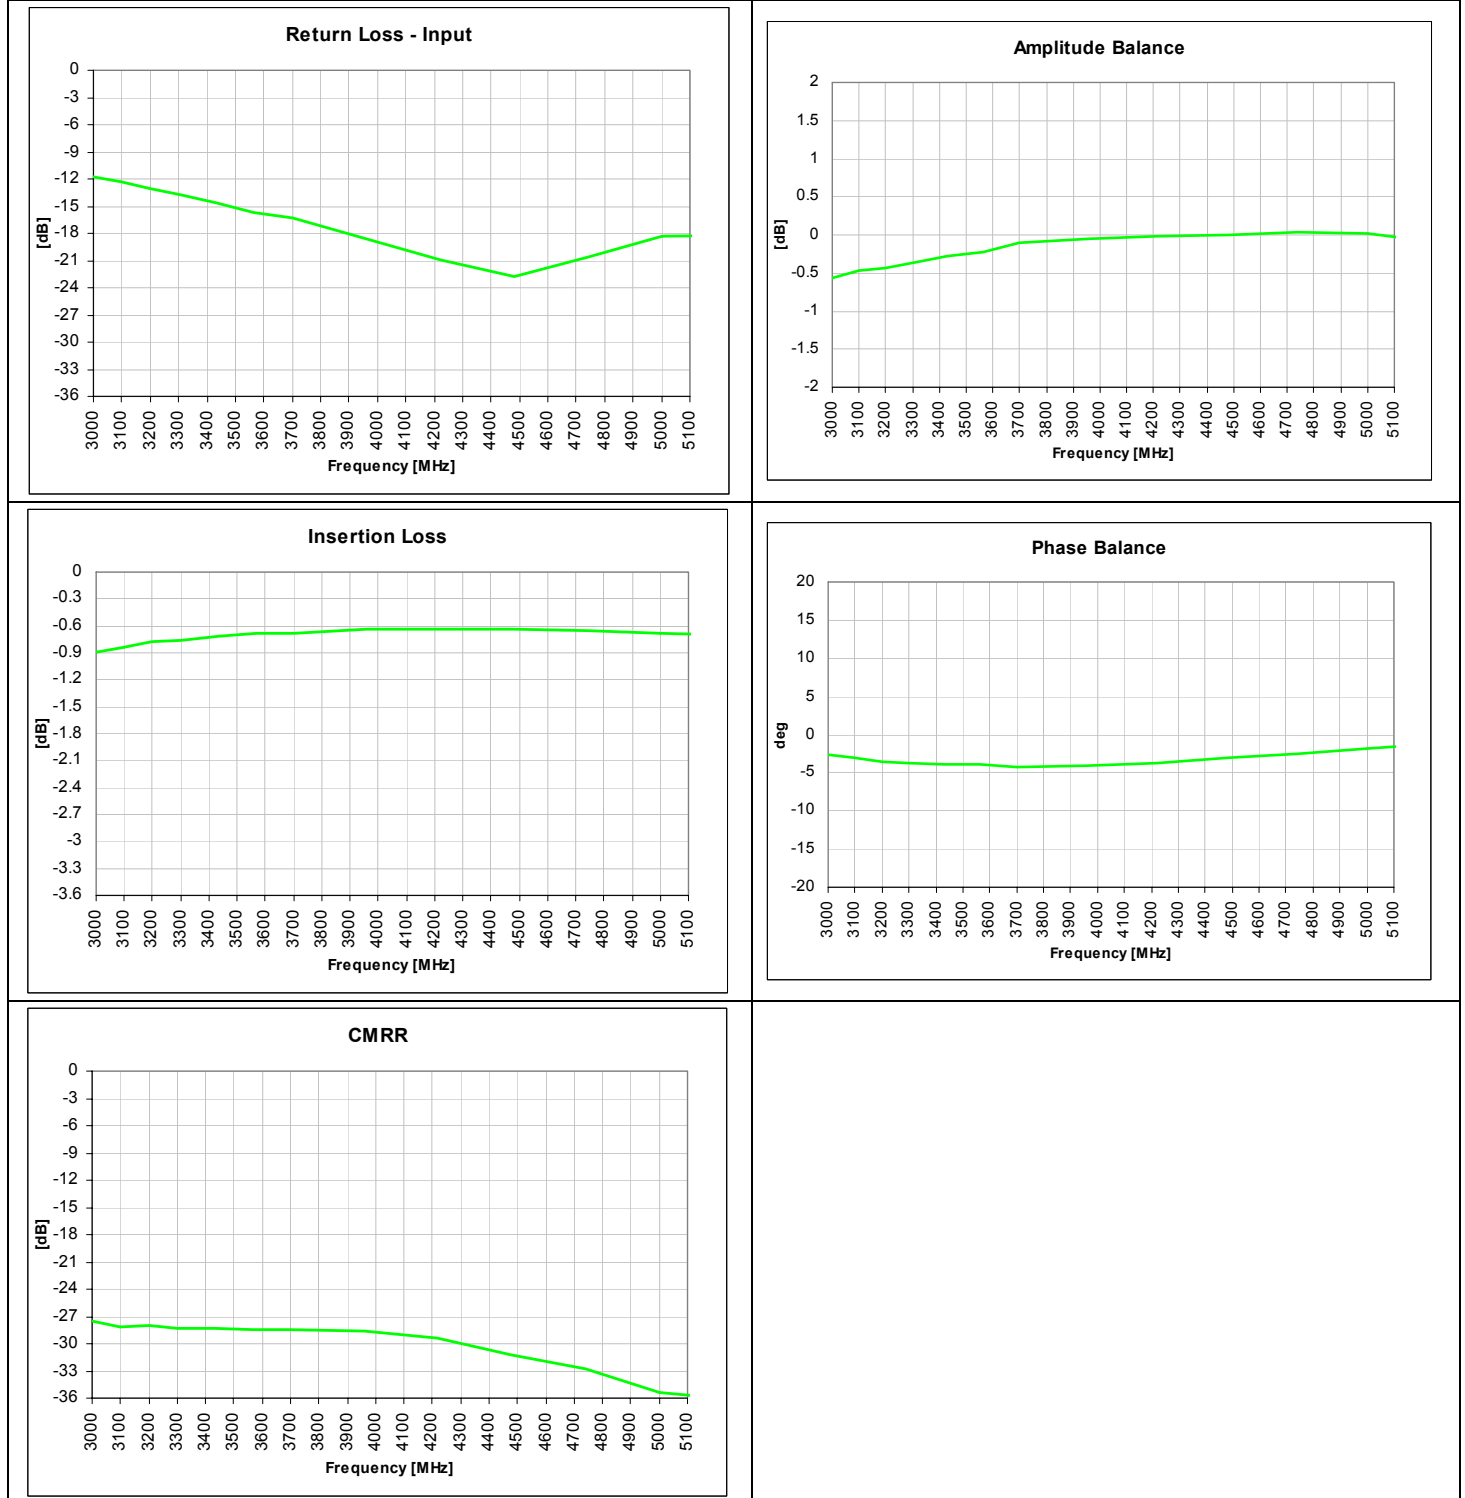 Return Loss - Input
0
-3
-6
-9
-12
-15
-18
-21
-24
-27
-30
-33
-36
[dB]
3000 3100 3200 3300 3400 3500 3600 3700 3800 3900 4000 4100 4200 4300 4400 4500 4600 4700 4800 4900 5000 5100
Frequency [MHz]
Amplitude Balance
2
1.5
1
0.5
0
-0.5
-1
-1.5
-2
[dB]
3000 3100 3200 3300 3400 3500 3600 3700 3800 3900 4000 4100 4200 4300 4400 4500 4600 4700 4800 4900 5000 5100
Frequency [MHz]
Insertion Loss
0
-0.3
-0.6
-0.9
-1.2
-1.5
-1.8
-2.1
-2.4
-2.7
-3
-3.3
-3.6
[dB]
3000 3100 3200 3300 3400 3500 3600 3700 3800 3900 4000 4100 4200 4300 4400 4500 4600 4700 4800 4900 5000 5100
Frequency [MHz]
Phase Balance
20
15
10
5
0
-5
-10
-15
-20
deg
3000 3100 3200 3300 3400 3500 3600 3700 3800 3900 4000 4100 4200 4300 4400 4500 4600 4700 4800 4900 5000 5100
Frequency [MHz]
CMRR
0
-3
-6
-9
-12
-15
-18
-21
-24
-27
-30
-33
-36
[dB]
3000 3100 3200 3300 3400 3500 3600 3700 3800 3900 4000 4100 4200 4300 4400 4500 4600 4700 4800 4900 5000 5100
Frequency [MHz]